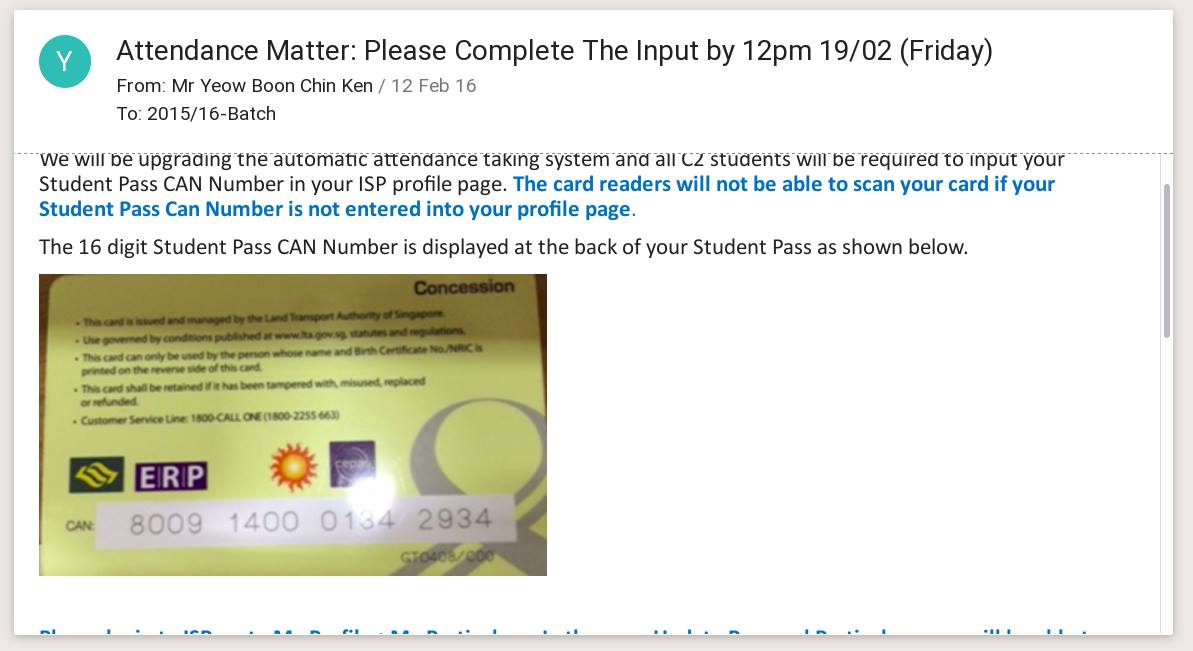 Y
Attendance Matter: Please Complete The Input by 12pm 19/02 (Friday)
From: Mr Yeow Boon Chin Ken / 12 Feb 16
To: 2015/16-Batch
We will be upgrading the automatic attendance taking system and all C2 students will be required to input your
Student Pass CAN Number in your ISP profile page. The card readers will not be able to scan your card if your
Student Pass Can Number is not entered into your profile page.
The 16 digit Student Pass CAN Number is displayed at the back of your Student Pass as shown below.
Concession
• This card is issued and managed by the Land Transport Authority of Singapore.
• Use governed by conditions published at www.lta.gov.sg, statutes and regulations.
• This card can only be used by the person whose name and Birth Certificate No./NRIC is
printed on the reverse side of this card.
• This card shall be retained if it has been tampered with, misused, replaced
or refunded.
• Customer Service Line: 1800-CALL ONE (1800-2255 663)
ERP
cepas
CAN: 8009 1400 0134 2934
GTO408/000